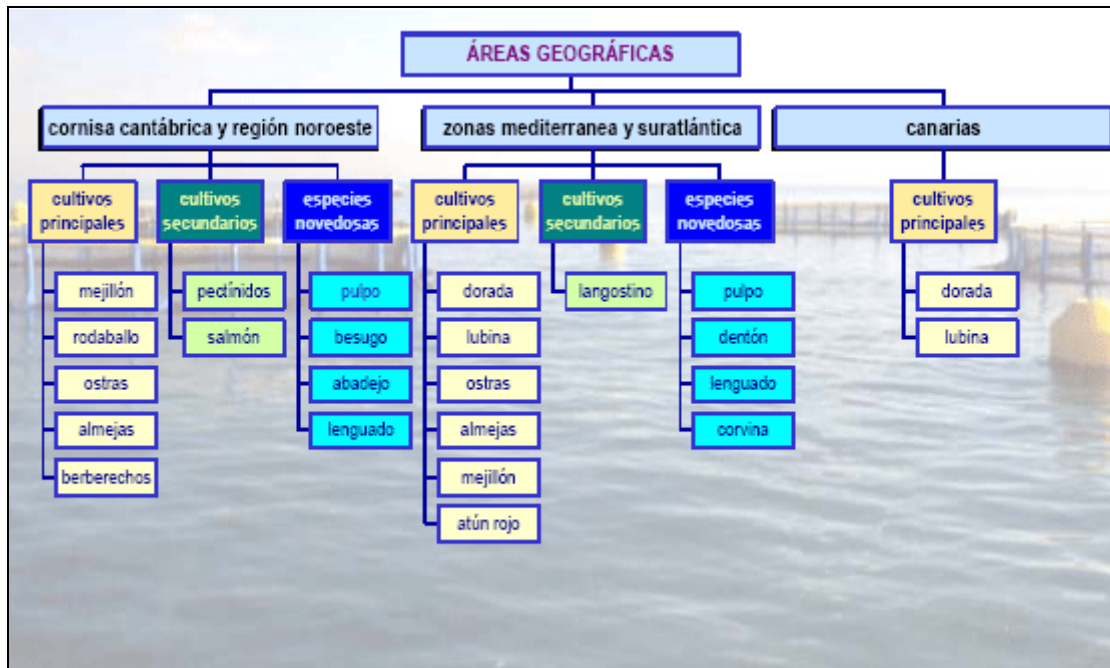 ÁREAS GEOGRÁFICAS
cornisa cantábrica y región noroeste
zonas mediterranea y suratlántica
canarias
cultivos
principales
cultivos
secundarios
especies
novedosas
cultivos
principales
cultivos
secundarios
especies
novedosas
cultivos
principales
mejillón
rodaballo
ostras
almejas
berberechos
pectínidos
salmón
pulpo
besugo
abadejo
lenguado
dorada
lubina
ostras
almejas
mejillón
atún rojo
langostino
pulpo
dentón
lenguado
corvina
dorada
lubina